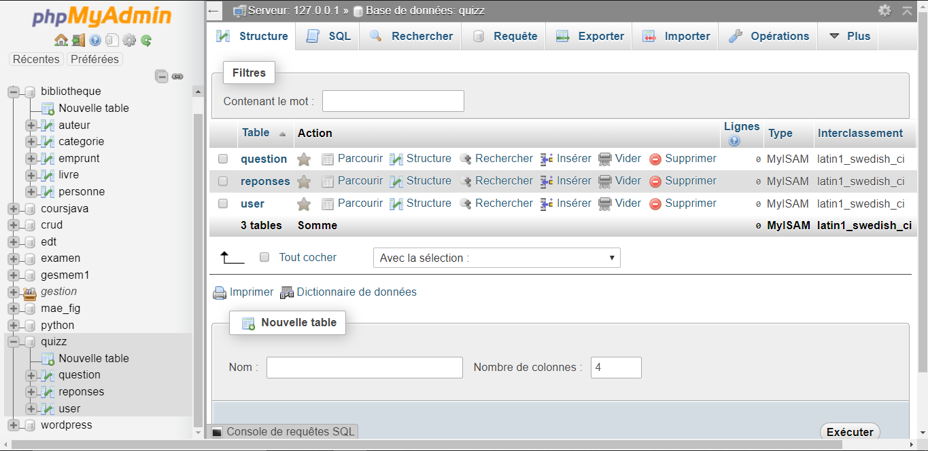 phpMyAdmin
Récentes Préférées
bibliotheque
Nouvelle table
auteur
categorie
emprunt
livre
personne
coursjava
crud
edt
examen
gesmem1
gestion
mae_fig
python
quizz
Nouvelle table
question
reponses
user
wordpress
Serveur: 127.0.0.1 » Base de données: quizz
Structure SQL Rechercher Requête Exporter Importer Opérations Plus
Filtres
Contenant le mot :
Table Action Lignes Type Interclassement
question Parcourir Structure Rechercher Insérer Vider Supprimer 0 MyISAM latin1_swedish_ci
reponses Parcourir Structure Rechercher Insérer Vider Supprimer 0 MyISAM latin1_swedish_ci
user Parcourir Structure Rechercher Insérer Vider Supprimer 0 MyISAM latin1_swedish_ci
3 tables Somme 0 MyISAM latin1_swedish_ci
Tout cocher Avec la sélection :
Imprimer Dictionnaire de données
Nouvelle table
Nom : Nombre de colonnes : 4
Console de requêtes SQL Exécuter